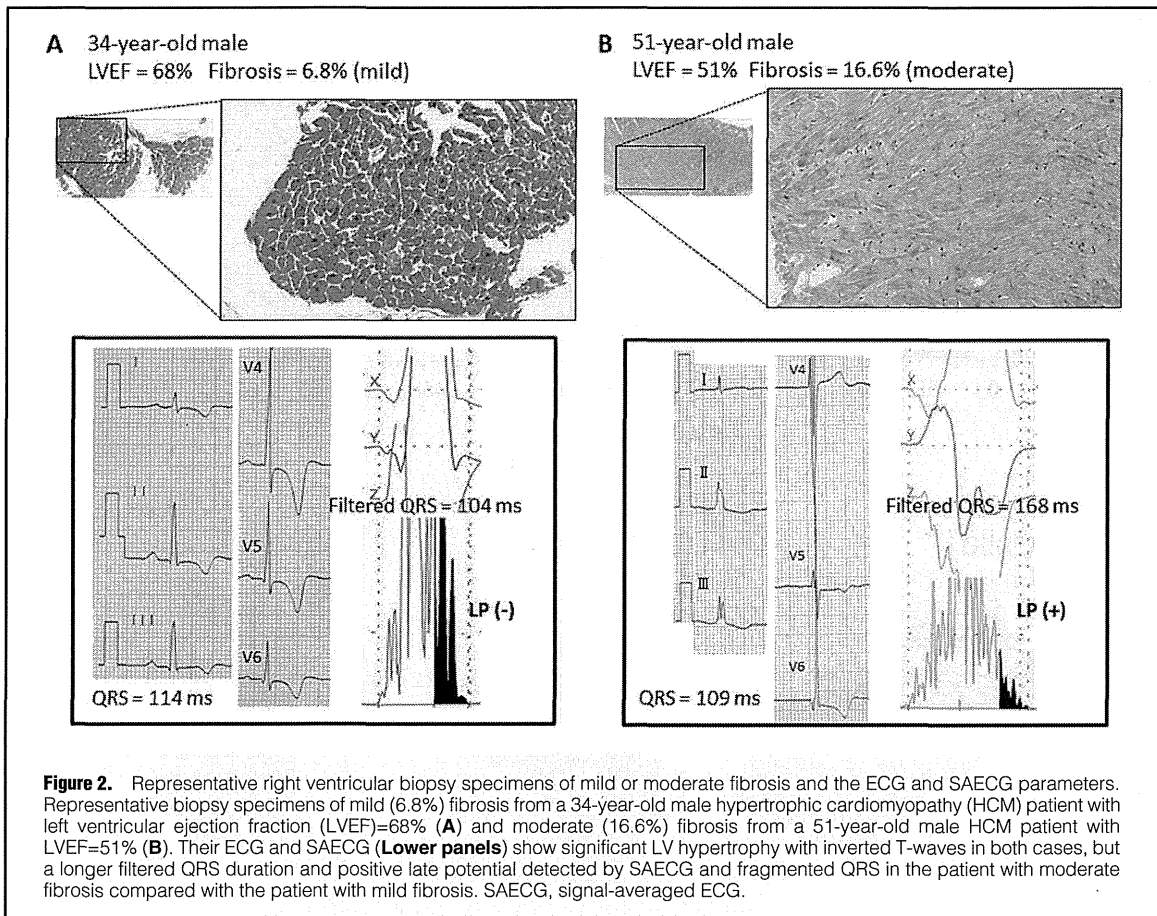 A 34-year-old male
LVEF = 68% Fibrosis = 6.8% (mild)
B 51-year-old male
LVEF = 51% Fibrosis = 16.6% (moderate)
I
II
III
QRS = 114 ms
V4
V5
V6
X
Y
Z
Filtered QRS = 104 ms
LP (-)
I
II
III
QRS = 109 ms
V4
V5
V6
X
Y
Z
Filtered QRS = 168 ms
LP (+)
Figure 2. Representative right ventricular biopsy specimens of mild or moderate fibrosis and the ECG and SAECG parameters.
Representative biopsy specimens of mild (6.8%) fibrosis from a 34-year-old male hypertrophic cardiomyopathy (HCM) patient with
left ventricular ejection fraction (LVEF)=68% (A) and moderate (16.6%) fibrosis from a 51-year-old male HCM patient with
LVEF=51% (B). Their ECG and SAECG (Lower panels) show significant LV hypertrophy with inverted T-waves in both cases, but
a longer filtered QRS duration and positive late potential detected by SAECG and fragmented QRS in the patient with moderate
fibrosis compared with the patient with mild fibrosis. SAECG, signal-averaged ECG.